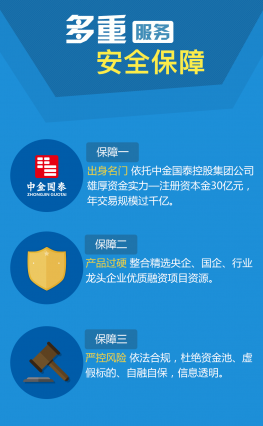 多重服务
安全保障
保障一
中金国泰
ZHONGJIN GUOTAI
出身名门 依托中金国泰控股集团公司
雄厚资金实力—注册资本金30亿元，
年交易规模过千亿。
保障二
产品过硬 整合精选央企、国企、行业
龙头企业优质融资项目资源。
保障三
严控风险 依法合规，杜绝资金池、虚
假标的、自融自保，信息透明。